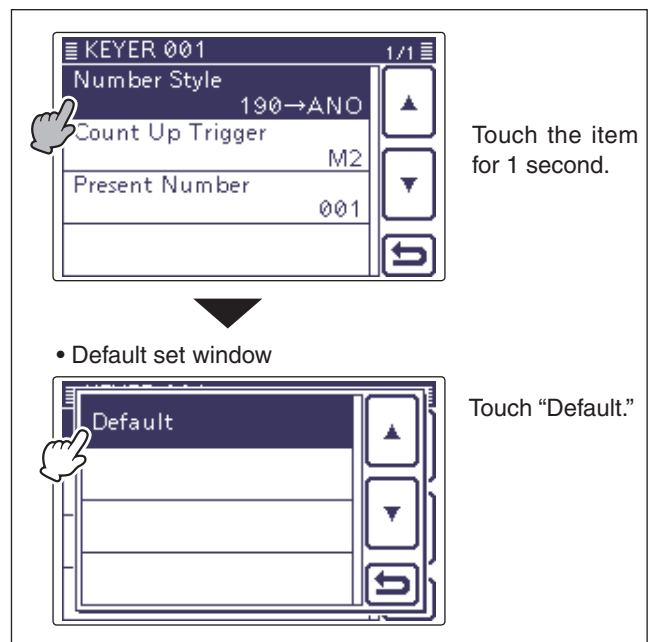 ≣ KEYER 001 1/1 ≣
Number Style
190→ANO
Count Up Trigger
M2
Present Number
001
Touch the item
for 1 second.
• Default set window
Default
Touch “Default.”